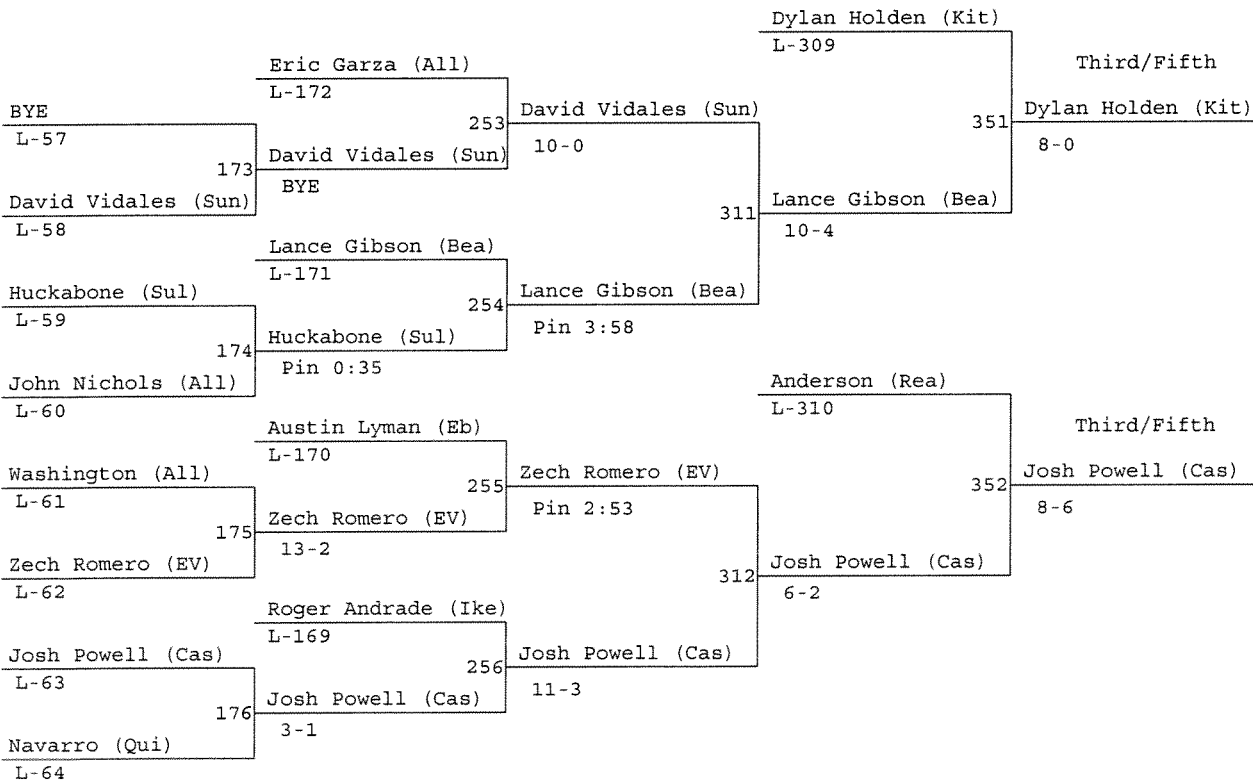 Dylan Holden (Kit)
L-309
Third/Fifth
Eric Garza (All)
L-172
BYE
L-57
253
David Vidales (Sun)
10-0
351
Dylan Holden (Kit)
8-0
173
David Vidales (Sun)
BYE
David Vidales (Sun)
L-58
311
Lance Gibson (Bea)
10-4
Lance Gibson (Bea)
L-171
Huckabone (Sul)
L-59
254
Lance Gibson (Bea)
Pin 3:58
174
Huckabone (Sul)
Pin 0:35
John Nichols (All)
L-60
Anderson (Rea)
L-310
Third/Fifth
Austin Lyman (Eb)
L-170
Washington (All)
L-61
255
Zech Romero (EV)
Pin 2:53
352
Josh Powell (Cas)
8-6
175
Zech Romero (EV)
13-2
Zech Romero (EV)
L-62
312
Josh Powell (Cas)
6-2
Roger Andrade (Ike)
L-169
Josh Powell (Cas)
L-63
256
Josh Powell (Cas)
11-3
176
Josh Powell (Cas)
3-1
Navarro (Qui)
L-64